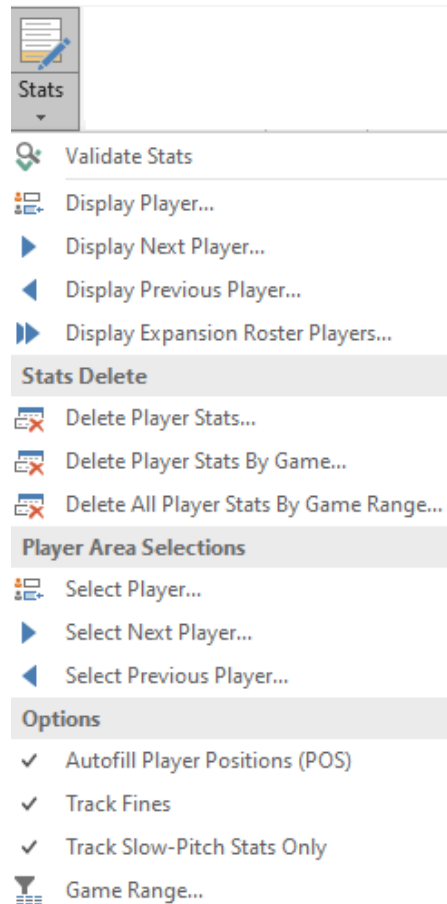 Stats
Validate Stats
Display Player...
Display Next Player...
Display Previous Player...
Display Expansion Roster Players...
Stats Delete
Delete Player Stats...
Delete Player Stats By Game...
Delete All Player Stats By Game Range...
Player Area Selections
Select Player...
Select Next Player...
Select Previous Player...
Options
Autofill Player Positions (POS)
Track Fines
Track Slow-Pitch Stats Only
Game Range...